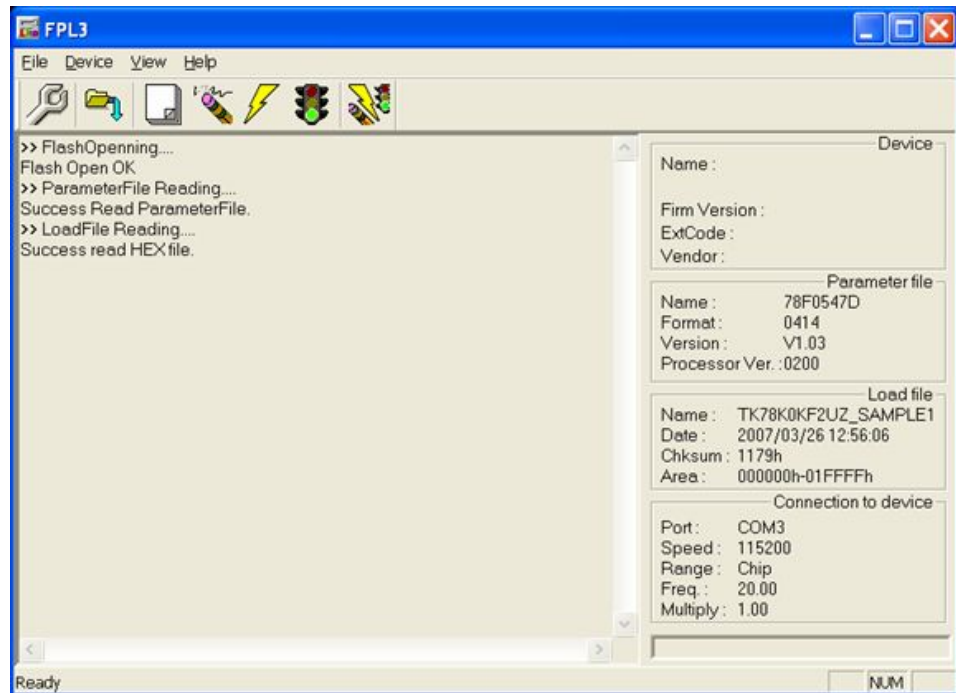 FPL3
File Device View Help
>> FlashOpenning....
Flash Open OK
>> ParameterFile Reading....
Success Read ParameterFile.
>> LoadFile Reading....
Success read HEX file.
Device
Name :
Firm Version :
ExtCode :
Vendor :
Parameter file
Name : 78F0547D
Format : 0414
Version : V1.03
Processor Ver. :0200
Load file
Name : TK78K0KF2UZ_SAMPLE1
Date : 2007/03/26 12:56:06
Chksum : 1179h
Area : 000000h-01FFFFh
Connection to device
Port : COM3
Speed : 115200
Range : Chip
Freq. : 20.00
Multiply : 1.00
Ready NUM